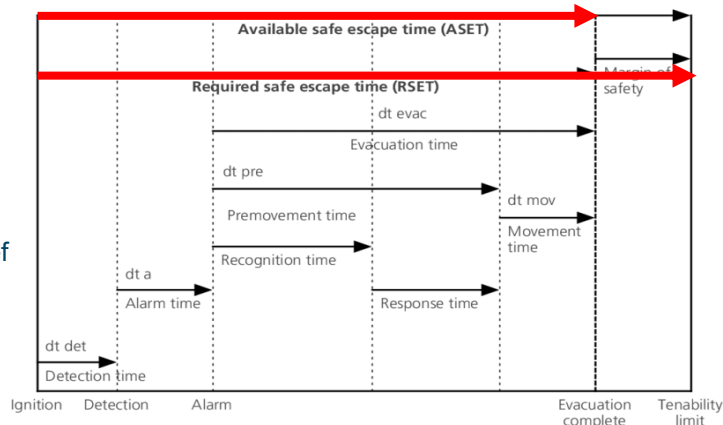 Available safe escape time (ASET)
Margin of
safety
Required safe escape time (RSET)
dt evac
Evacuation time
dt pre
dt mov
Premovement time
Movement
time
of
Recognition time
dt a
Alarm time
Response time
dt det
Detection time
Ignition
Detection
Alarm
Evacuation
complete
Tenability
limit